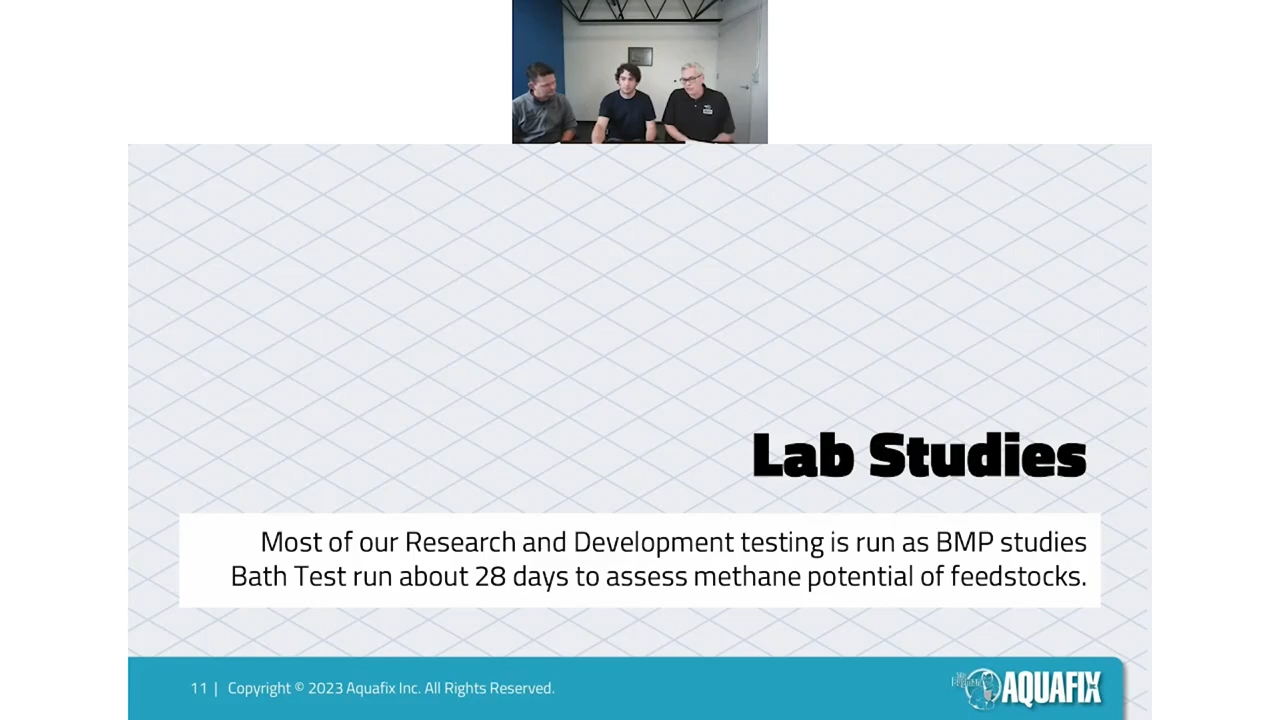 Lab Studies
Most of our Research and Development testing is run as BMP studies
Bath Test run about 28 days to assess methane potential of feedstocks.
11 | Copyright © 2023 Aquafix Inc. All Rights Reserved.
AQUAFIX